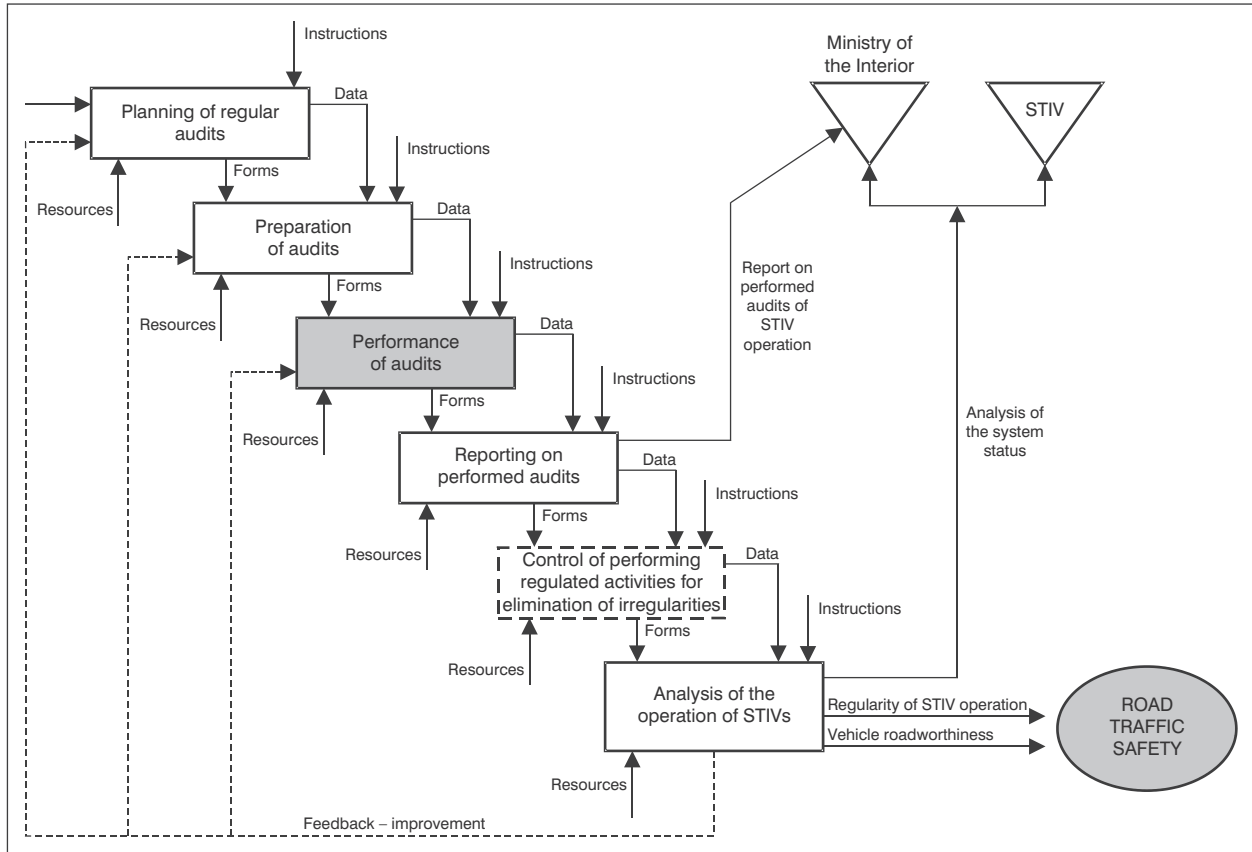 Instructions
Ministry of
the Interior
Planning of regular
audits
Data
STIV
Instructions
Forms
Resources
Preparation
of audits
Data
Instructions
Report on
performed
audits of
STIV
operation
Forms
Resources
Performance
of audits
Data
Instructions
Forms
Resources
Analysis of
the system
status
Reporting on
performed audits
Data
Instructions
Forms
Resources
Control of performing
regulated activities for
elimination of irregularities
Data
Instructions
Forms
Resources
Analysis of the
operation of STIVs
Regularity of STIV operation
Vehicle roadworthiness
ROAD
TRAFFIC
SAFETY
Resources
Feedback – improvement